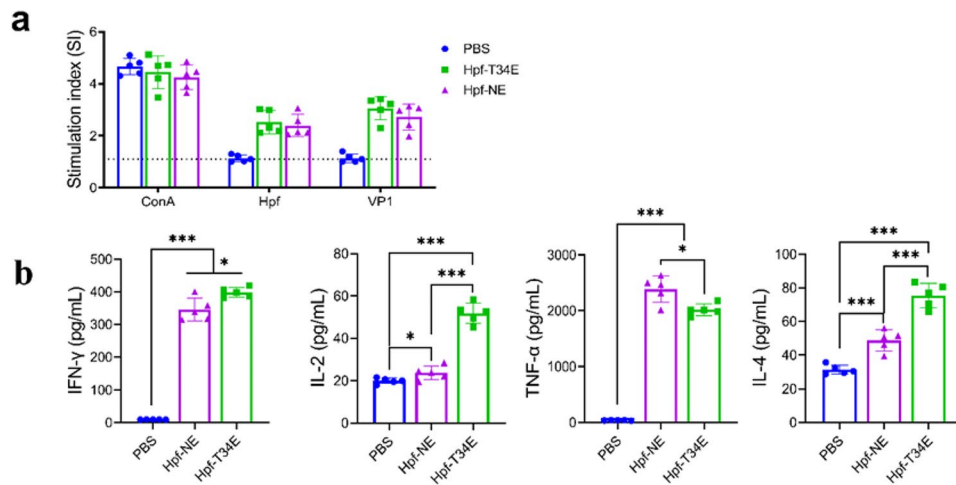 a
Stimulation index (SI)
6
4
2
0
ConA
Hpf
VP1
PBS
Hpf-T34E
Hpf-NE
b
IFN-γ (pg/mL)
500
400
300
200
100
0
***
*
PBS
Hpf-NE
Hpf-T34E
IL-2 (pg/mL)
80
60
40
20
0
***
***
*
PBS
Hpf-NE
Hpf-T34E
TNF-α (pg/mL)
3000
2000
1000
0
***
*
PBS
Hpf-NE
Hpf-T34E
IL-4 (pg/mL)
100
80
60
40
20
0
***
***
***
PBS
Hpf-NE
Hpf-T34E